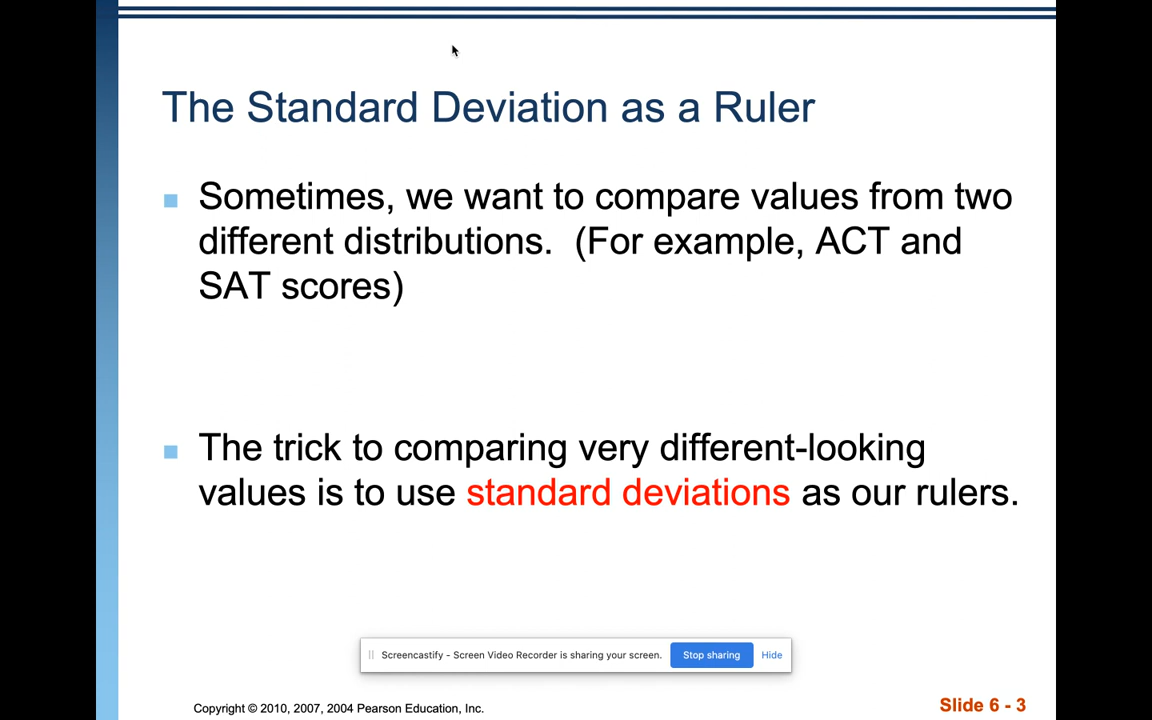 The Standard Deviation as a Ruler
Sometimes, we want to compare values from two
different distributions.  (For example, ACT and
SAT scores)
The trick to comparing very different-looking
values is to use standard deviations as our rulers.
Screencastify - Screen Video Recorder is sharing your screen. Stop sharing Hide
Copyright © 2010, 2007, 2004 Pearson Education, Inc.
Slide 6 - 3